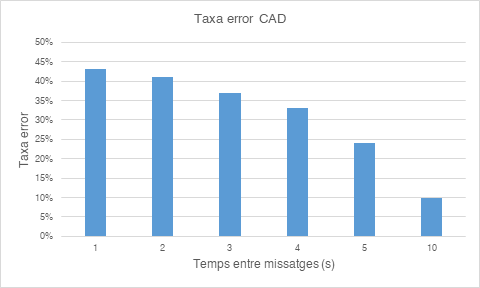 Taxa error CAD
50%
45%
40%
35%
30%
25%
20%
15%
10%
5%
0%
Taxa error
1 2 3 4 5 10
Temps entre missatges (s)